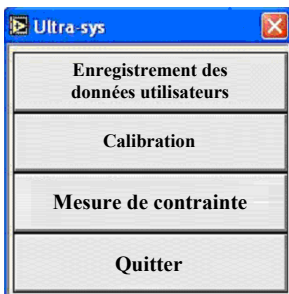 Ultra-sys
Enregistrement des
données utilisateurs
Calibration
Mesure de contrainte
Quitter